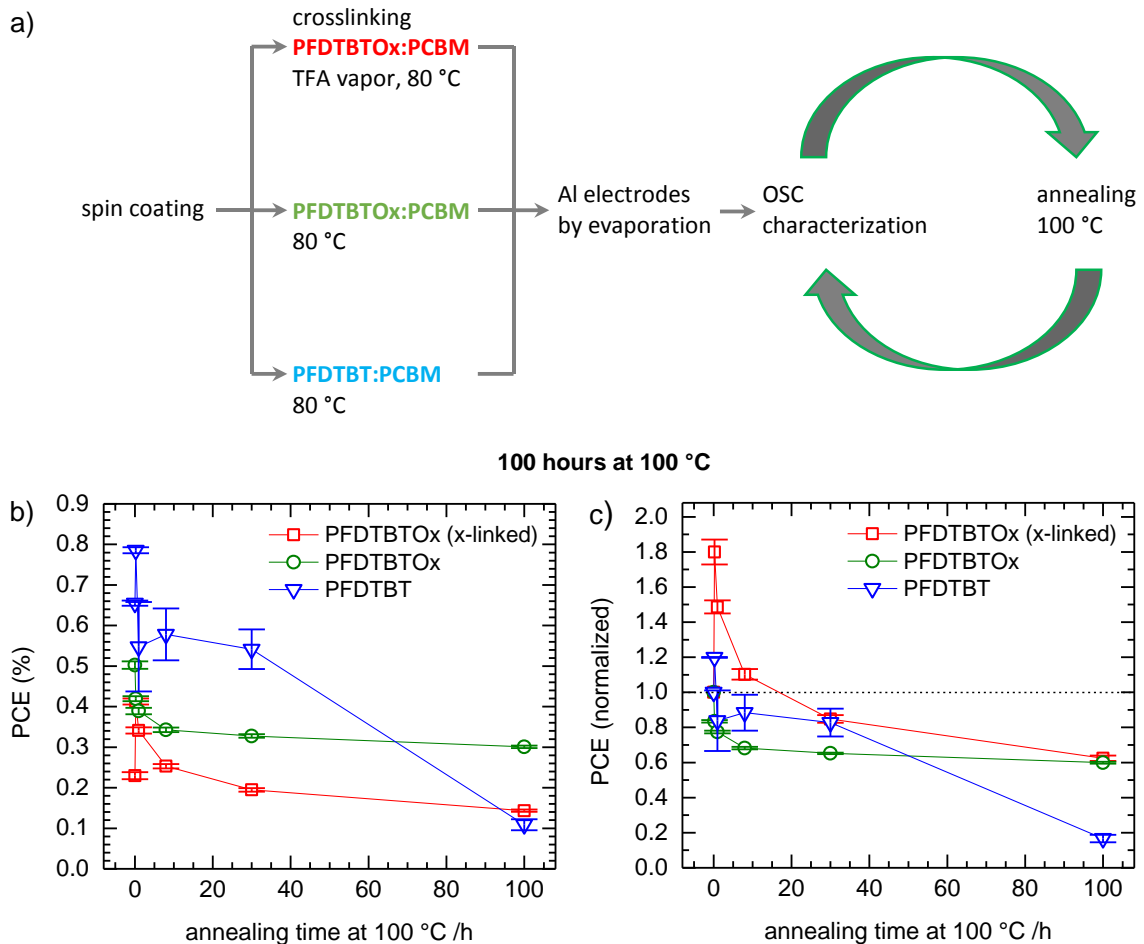 a)
crosslinking
PFDTBTOx:PCBM
TFA vapor, 80 °C
spin coating
PFDTBTOx:PCBM
80 °C
PFDTBT:PCBM
80 °C
Al electrodes
by evaporation
OSC
characterization
annealing
100 °C
100 hours at 100 °C
b)
PFDTBTOx (x-linked)
PFDTBTOx
PFDTBT
PCE (%)
0.9
0.8
0.7
0.6
0.5
0.4
0.3
0.2
0.1
0.0
0 20 40 60 80 100
annealing time at 100 °C /h
c)
PFDTBTOx (x-linked)
PFDTBTOx
PFDTBT
PCE (normalized)
2.0
1.8
1.6
1.4
1.2
1.0
0.8
0.6
0.4
0.2
0.0
0 20 40 60 80 100
annealing time at 100 °C /h